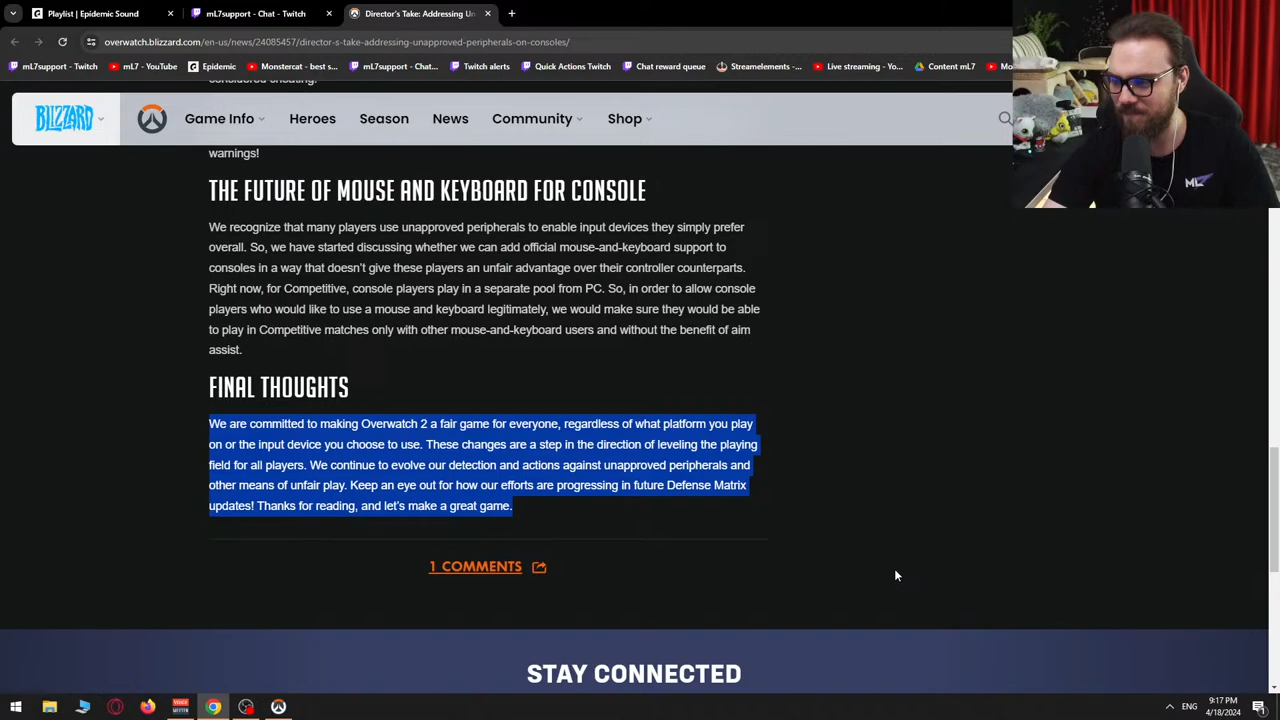 Playlist | Epidemic Sound
mL7support - Chat - Twitch
Director's Take: Addressing Un
overwatch.blizzard.com/en-us/news/24085457/director-s-take-addressing-unapproved-peripherals-on-consoles/
mL7support - Twitch
mL7 - YouTube
Epidemic
Monstercat - biggest...
mL7support - Chat...
Twitch alerts
Quick Actions Twitch
Chat reward queue
Streamelements -...
Live streaming - Yo...
Content mL7
Mo
considered cheating.
BLIZZARD
Game Info
Heroes
Season
News
Community
Shop
ML7
warnings!
THE FUTURE OF MOUSE AND KEYBOARD FOR CONSOLE
We recognize that many players use unapproved peripherals to enable input devices they simply prefer
overall. So, we have started discussing whether we can add official mouse-and-keyboard support to
consoles in a way that doesn't give these players an unfair advantage over their controller counterparts.
Right now, for Competitive, console players play in a separate pool from PC. So, in order to allow console
players who would like to use a mouse and keyboard legitimately, we would make sure they would be able
to play in Competitive matches only with other mouse-and-keyboard users and without the benefit of aim
assist.
FINAL THOUGHTS
We are committed to making Overwatch 2 a fair game for everyone, regardless of what platform you play
on or the input device you choose to use. These changes are a step in the direction of leveling the playing
field for all players. We continue to evolve our detection and actions against unapproved peripherals and
other means of unfair play. Keep an eye out for how our efforts are progressing in future Defense Matrix
updates! Thanks for reading, and let's make a great game.
1 COMMENTS
STAY CONNECTED
ENG
9:17 PM
4/18/2024